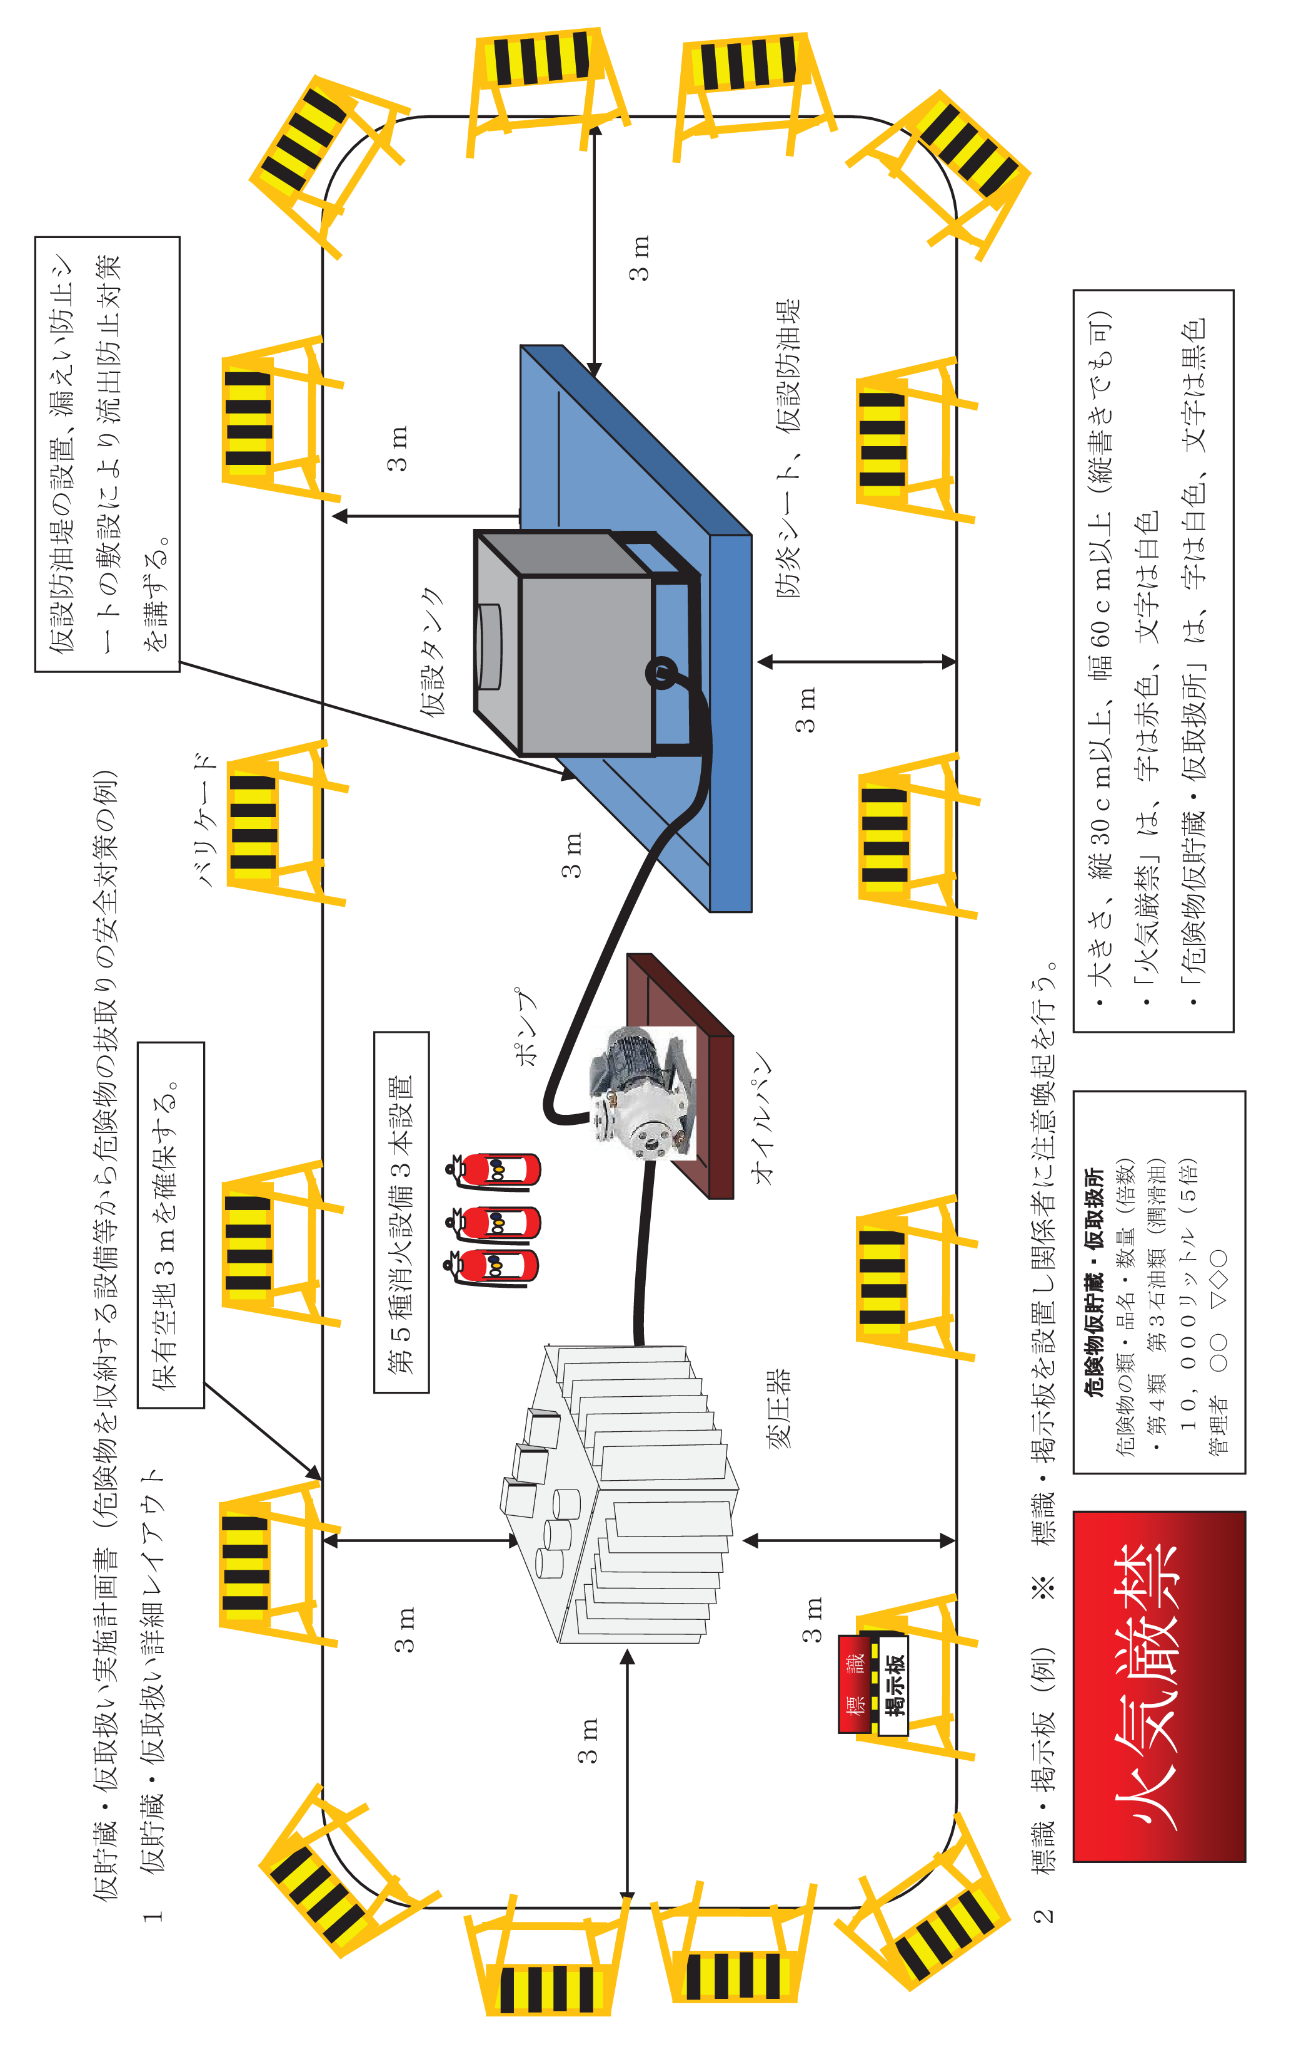 仮貯蔵・仮取扱い実施計画書（危険物を収納する設備等から危険物の抜取りの安全対策の例）
１　仮貯蔵・仮取扱い詳細レイアウト
保有空地３ｍを確保する。
仮設防油堤の設置、漏えい防止シ
ートの敷設により流出防止対策
を講ずる。
バリケード
第５種消火設備３本設置
３ｍ
３ｍ
仮設タンク
ポンプ
３ｍ
３ｍ
３ｍ
変圧器
オイルパン
防炎シート、仮設防油堤
３ｍ
３ｍ
標　識
掲示板
２　標識・掲示板（例）　※　標識・掲示板を設置し関係者に注意喚起を行う。
火気厳禁
危険物仮貯蔵・仮取扱所
危険物の類・品名・数量（倍数）
・第４類　第３石油類（潤滑油）
１０，０００リットル（５倍）
管理者　○○　▽◇○
・大きさ、縦30ｃｍ以上、幅60ｃｍ以上（縦書きでも可）
・「火気厳禁」は、字は赤色、文字は白色
・「危険物仮貯蔵・仮取扱所」は、字は白色、文字は黒色